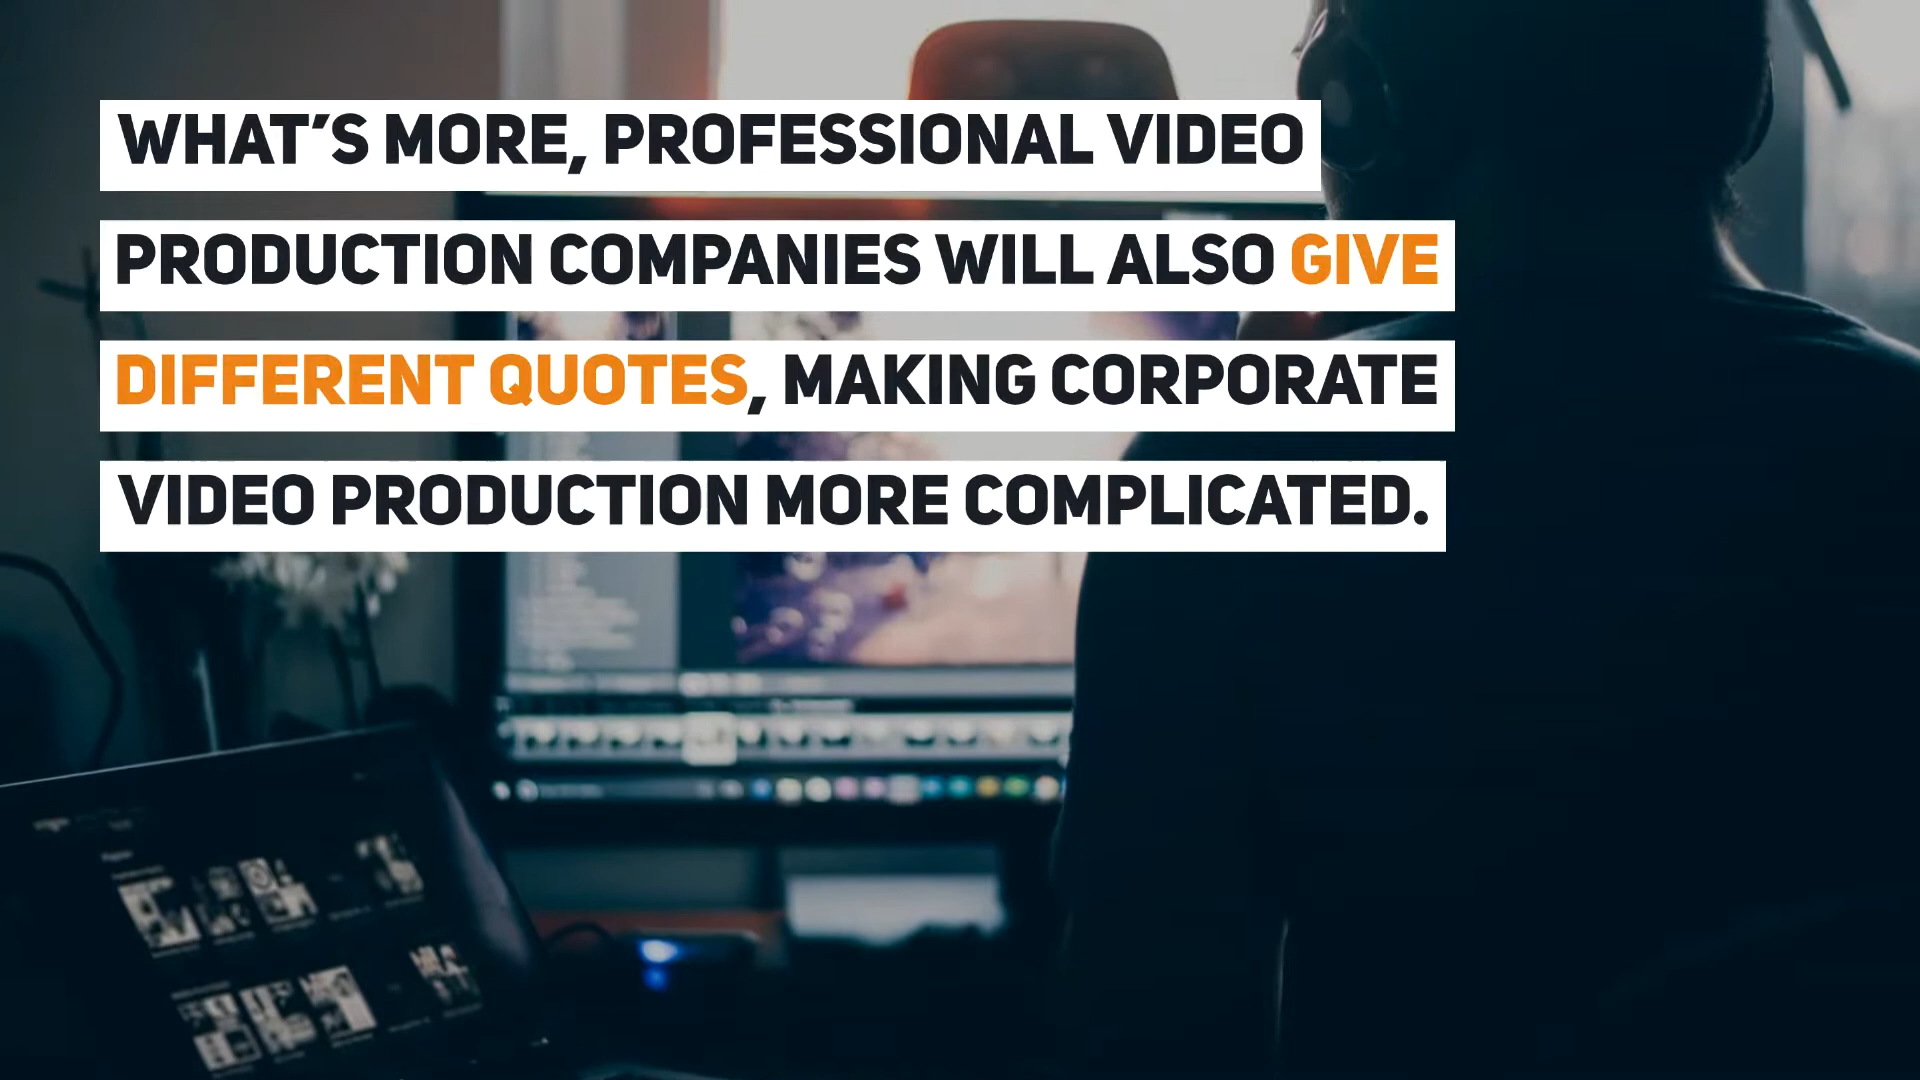 WHAT'S MORE, PROFESSIONAL VIDEO
PRODUCTION COMPANIES WILL ALSO GIVE
DIFFERENT QUOTES, MAKING CORPORATE
VIDEO PRODUCTION MORE COMPLICATED.